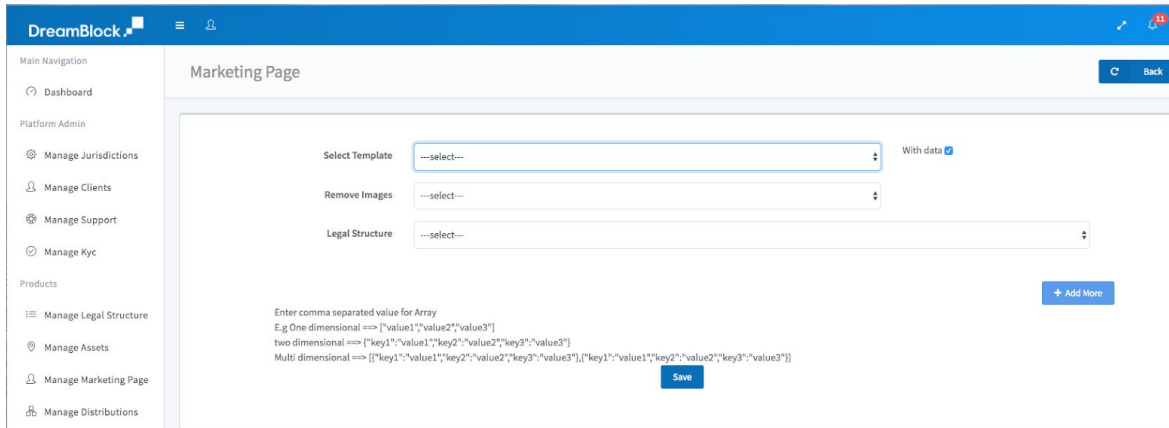 DreamBlock
11
Main Navigation
Dashboard
Platform Admin
Manage Jurisdictions
Manage Clients
Manage Support
Manage Kyc
Products
Manage Legal Structure
Manage Assets
Manage Marketing Page
Manage Distributions
Marketing Page
Back
Select Template
---select---
With data
Remove Images
---select---
Legal Structure
---select---
+ Add More
Enter comma separated value for Array
E.g One dimensional ==> ["value1","value2","value3"]
two dimensional ==> {"key1":"value1","key2":"value2","key3":"value3"}
Multi dimensional ==> [{"key1":"value1","key2":"value2","key3":"value3"},{"key1":"value1","key2":"value2","key3":"value3"}]
Save